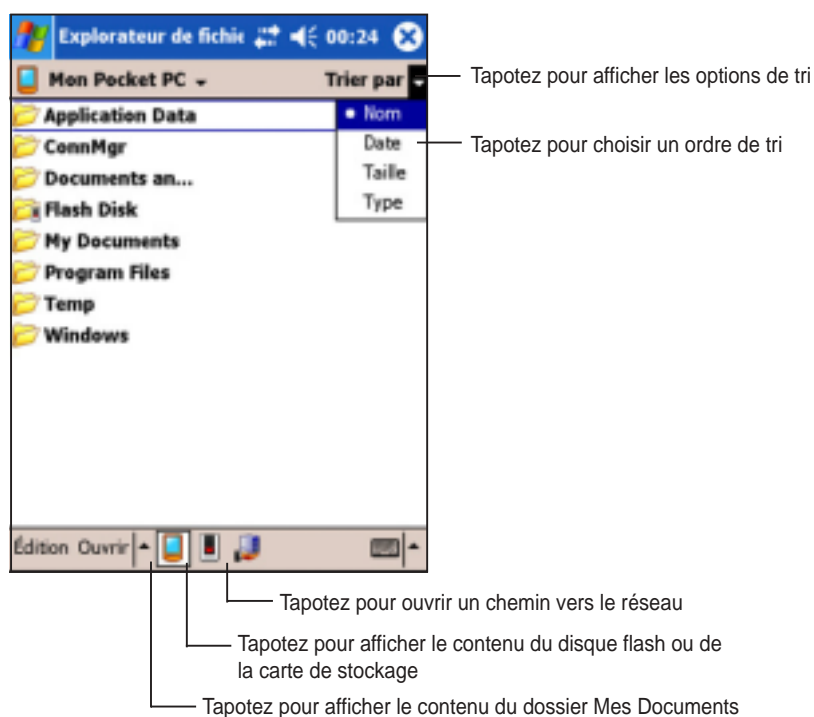 Explorateur de fichie 00:24
Mon Pocket PC Trier par
Tapotez pour afficher les options de tri
Application Data
Nom
ConnMgr
Date
Tapotez pour choisir un ordre de tri
Documents an...
Taille
Flash Disk
Type
My Documents
Program Files
Temp
Windows
Édition Ouvrir
Tapotez pour ouvrir un chemin vers le réseau
Tapotez pour afficher le contenu du disque flash ou de
la carte de stockage
Tapotez pour afficher le contenu du dossier Mes Documents